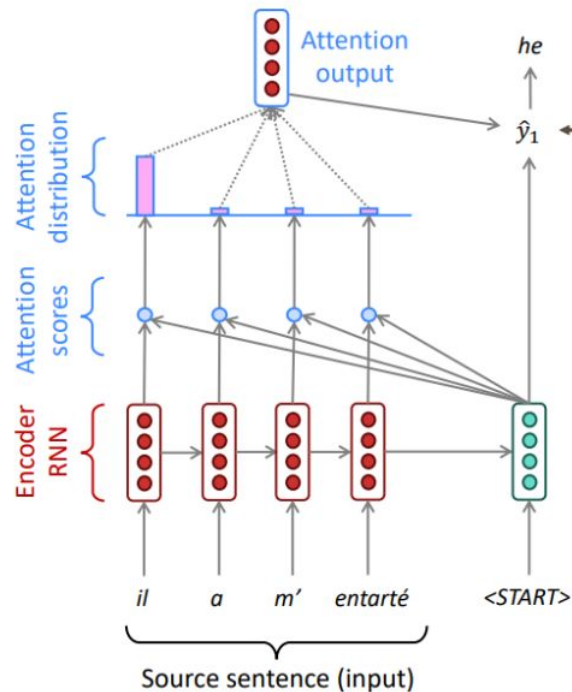 Attention
output
he
ŷ₁
Attention
distribution
Attention
scores
Encoder
RNN
il a m’ entarté <START>
Source sentence (input)